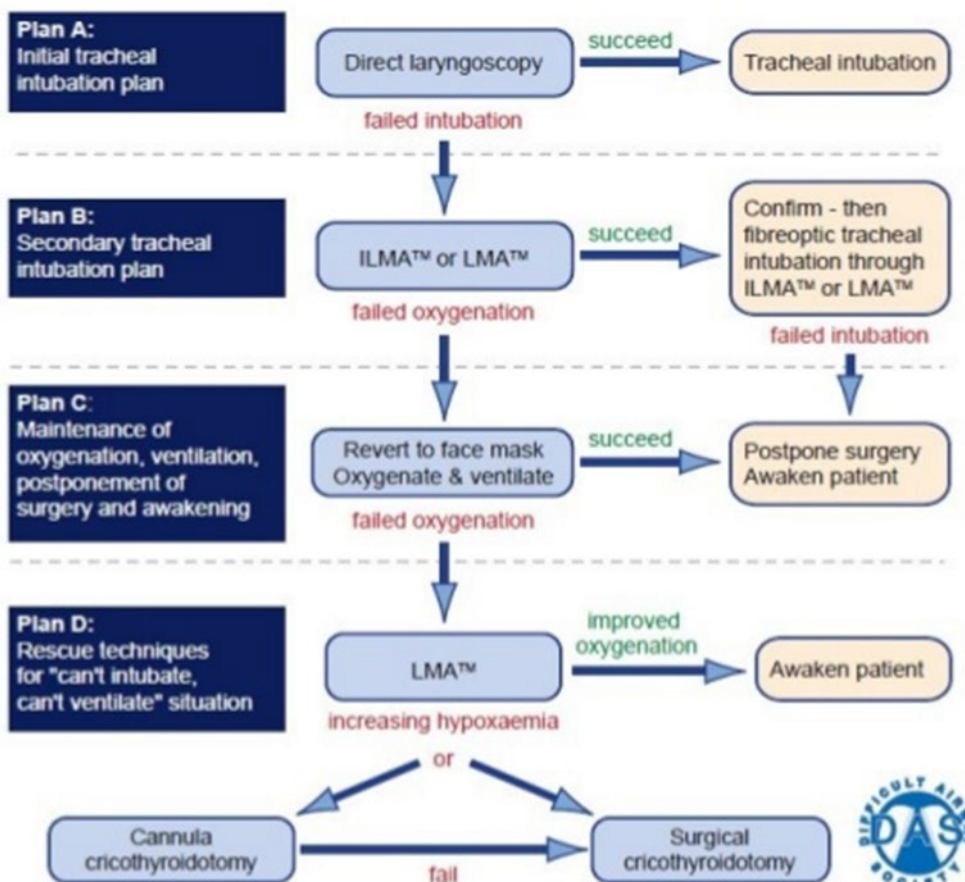 Plan A:
Initial tracheal
intubation plan
Direct laryngoscopy
succeed
Tracheal intubation
failed intubation
Plan B:
Secondary tracheal
intubation plan
ILMA™ or LMA™
succeed
Confirm - then
fibreoptic tracheal
intubation through
ILMA™ or LMA™
failed oxygenation
failed intubation
Plan C:
Maintenance of
oxygenation, ventilation,
postponement of
surgery and awakening
Revert to face mask
Oxygenate & ventilate
succeed
Postpone surgery
Awaken patient
failed oxygenation
Plan D:
Rescue techniques
for "can't intubate,
can't ventilate" situation
LMA™
improved
oxygenation
Awaken patient
increasing hypoxaemia
or
Cannula
cricothyroidotomy
fail
Surgical
cricothyroidotomy
DIFFICULT AIR
DAS
SOCIETY